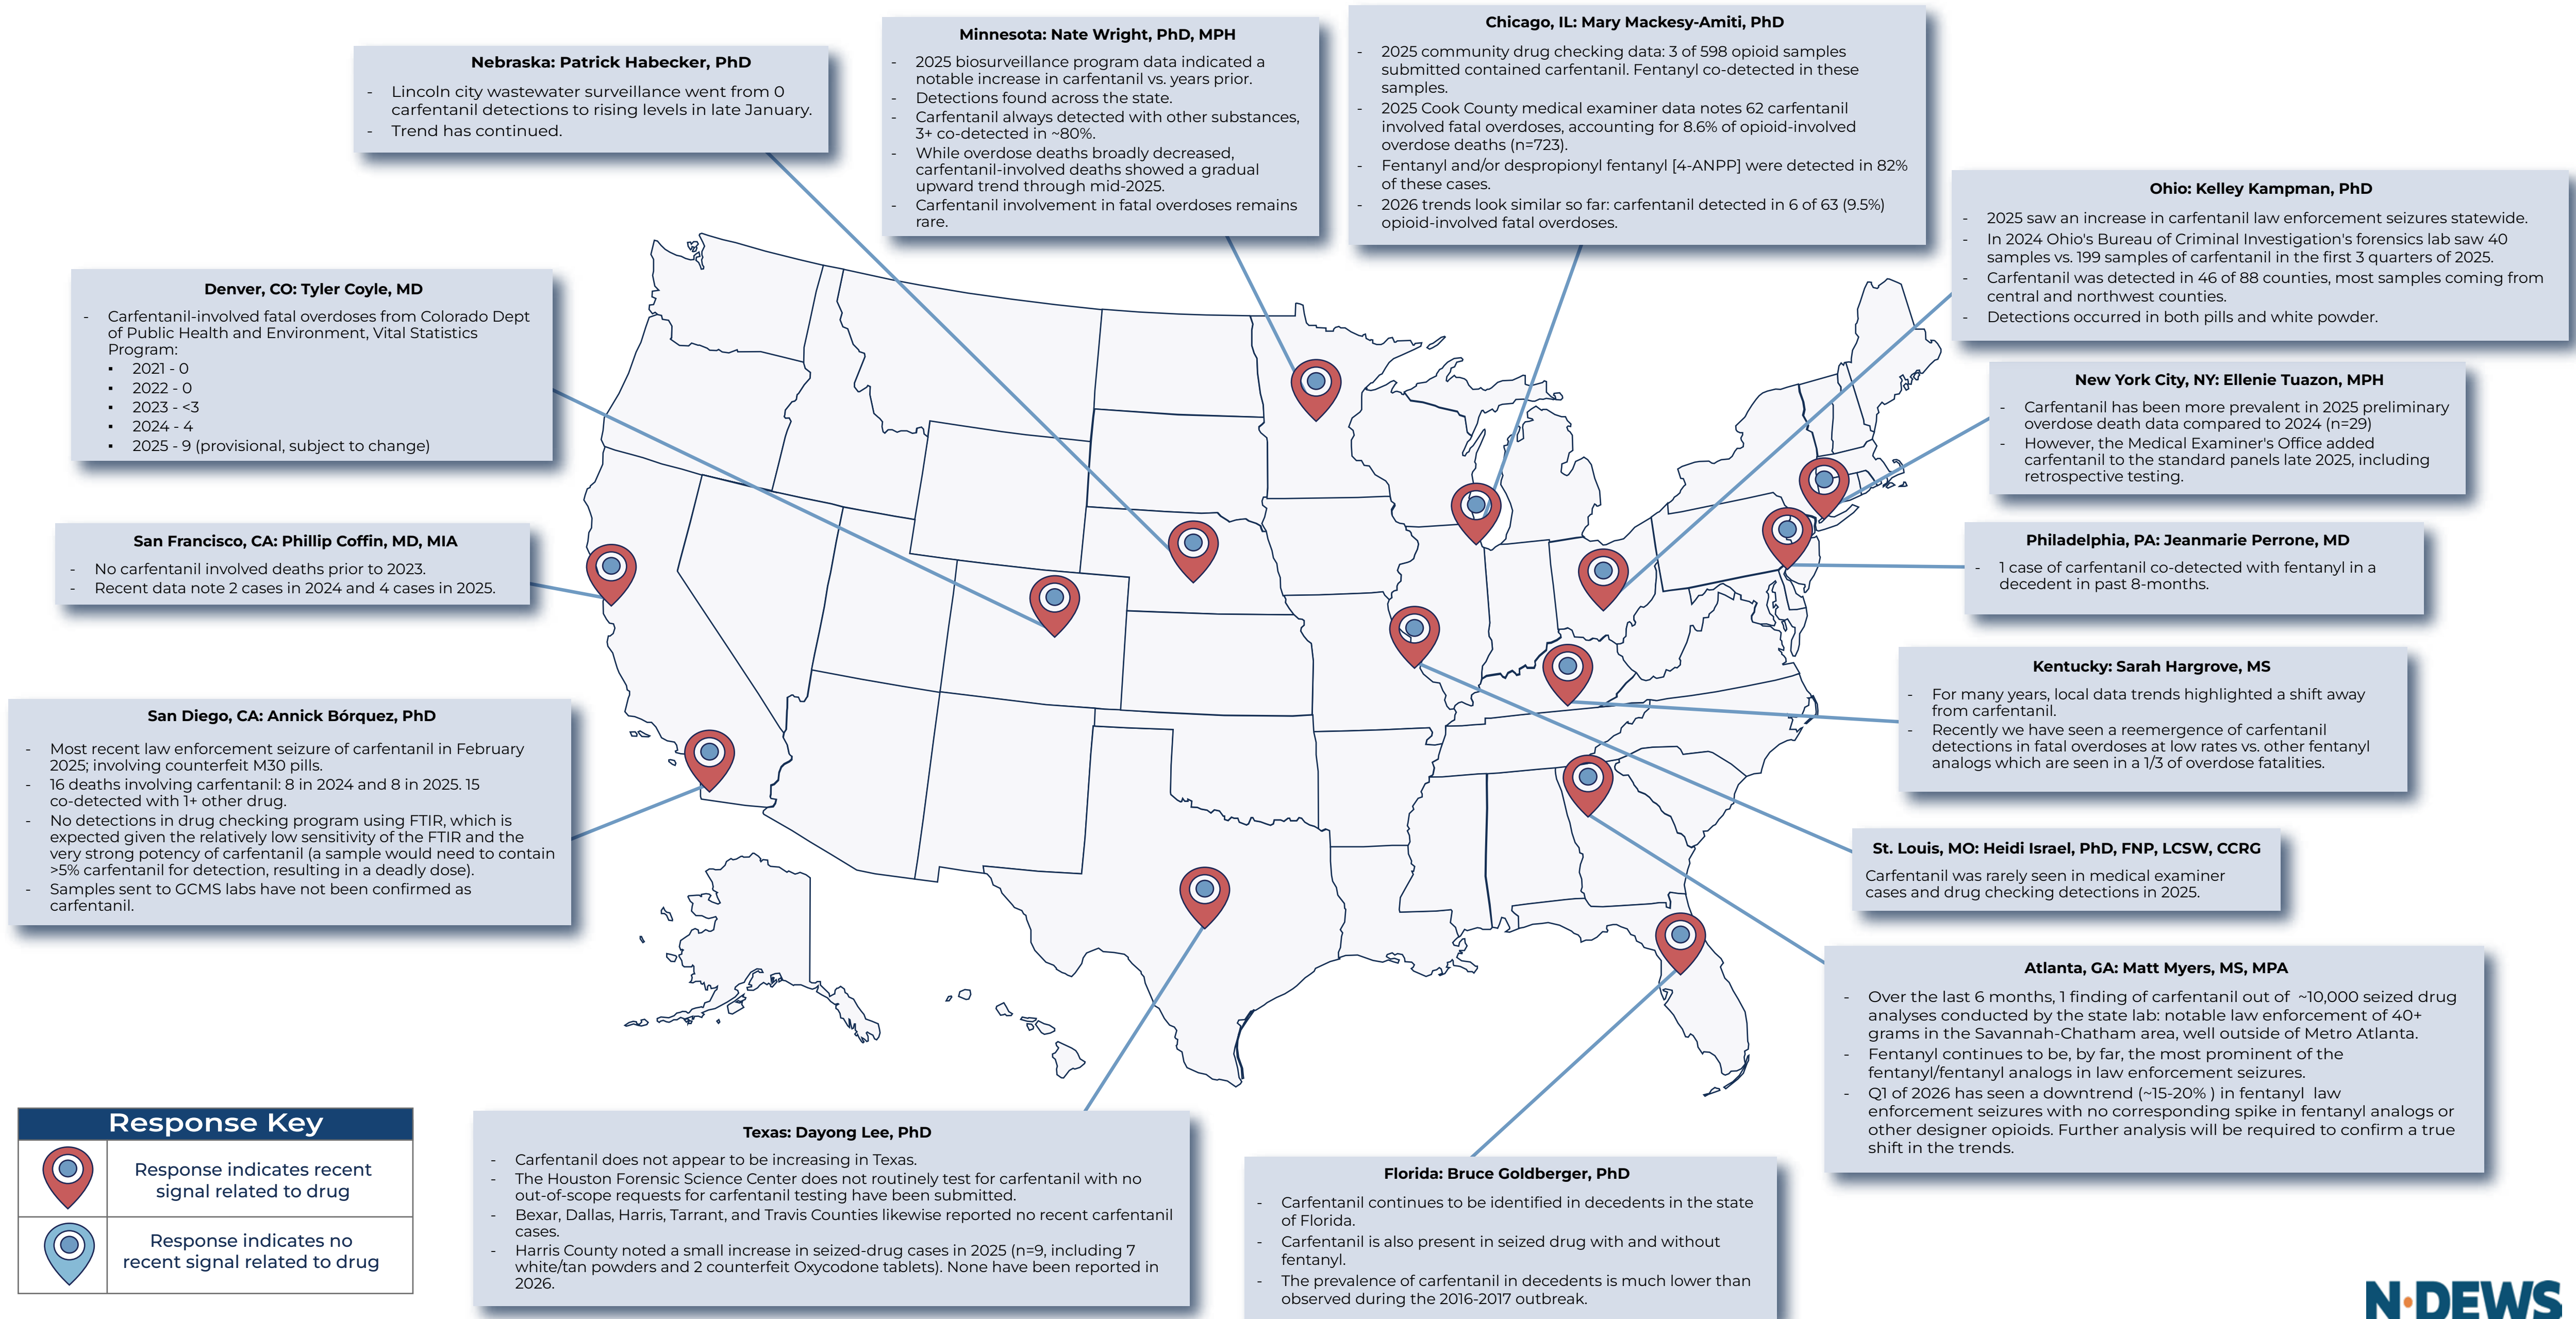 Nebraska: Patrick Habecker, PhD
- Lincoln city wastewater surveillance went from 0
carfentanil detections to rising levels in late January.
- Trend has continued.
Minnesota: Nate Wright, PhD, MPH
- 2025 biosurveillance program data indicated a
notable increase in carfentanil vs. years prior.
- Detections found across the state.
- Carfentanil always detected with other substances,
3+ co-detected in ~80%.
- While overdose deaths broadly decreased,
carfentanil-involved deaths showed a gradual
upward trend through mid-2025.
- Carfentanil involvement in fatal overdoses remains
rare.
Chicago, IL: Mary Mackesy-Amiti, PhD
- 2025 community drug checking data: 3 of 598 opioid samples
submitted contained carfentanil. Fentanyl co-detected in these
samples.
- 2025 Cook County medical examiner data notes 62 carfentanil
involved fatal overdoses, accounting for 8.6% of opioid-involved
overdose deaths (n=723).
- Fentanyl and/or despropionyl fentanyl [4-ANPP] were detected in 82%
of these cases.
- 2026 trends look similar so far: carfentanil detected in 6 of 63 (9.5%)
opioid-involved fatal overdoses.
Ohio: Kelley Kampman, PhD
- 2025 saw an increase in carfentanil law enforcement seizures statewide.
- In 2024 Ohio's Bureau of Criminal Investigation's forensics lab saw 40
samples vs. 199 samples of carfentanil in the first 3 quarters of 2025.
- Carfentanil was detected in 46 of 88 counties, most samples coming from
central and northwest counties.
- Detections occurred in both pills and white powder.
Denver, CO: Tyler Coyle, MD
- Carfentanil-involved fatal overdoses from Colorado Dept
of Public Health and Environment, Vital Statistics
Program:
▪ 2021 - 0
▪ 2022 - 0
▪ 2023 - <3
▪ 2024 - 4
▪ 2025 - 9 (provisional, subject to change)
New York City, NY: Ellenie Tuazon, MPH
- Carfentanil has been more prevalent in 2025 preliminary
overdose death data compared to 2024 (n=29)
- However, the Medical Examiner's Office added
carfentanil to the standard panels late 2025, including
retrospective testing.
San Francisco, CA: Phillip Coffin, MD, MIA
- No carfentanil involved deaths prior to 2023.
- Recent data note 2 cases in 2024 and 4 cases in 2025.
Philadelphia, PA: Jeanmarie Perrone, MD
- 1 case of carfentanil co-detected with fentanyl in a
decedent in past 8-months.
Kentucky: Sarah Hargrove, MS
- For many years, local data trends highlighted a shift away
from carfentanil.
- Recently we have seen a reemergence of carfentanil
detections in fatal overdoses at low rates vs. other fentanyl
analogs which are seen in a 1/3 of overdose fatalities.
San Diego, CA: Annick Bórquez, PhD
- Most recent law enforcement seizure of carfentanil in February
2025; involving counterfeit M30 pills.
- 16 deaths involving carfentanil: 8 in 2024 and 8 in 2025. 15
co-detected with 1+ other drug.
- No detections in drug checking program using FTIR, which is
expected given the relatively low sensitivity of the FTIR and the
very strong potency of carfentanil (a sample would need to contain
>5% carfentanil for detection, resulting in a deadly dose).
- Samples sent to GCMS labs have not been confirmed as
carfentanil.
St. Louis, MO: Heidi Israel, PhD, FNP, LCSW, CCRG
Carfentanil was rarely seen in medical examiner
cases and drug checking detections in 2025.
Atlanta, GA: Matt Myers, MS, MPA
- Over the last 6 months, 1 finding of carfentanil out of ~10,000 seized drug
analyses conducted by the state lab: notable law enforcement of 40+
grams in the Savannah-Chatham area, well outside of Metro Atlanta.
- Fentanyl continues to be, by far, the most prominent of the
fentanyl/fentanyl analogs in law enforcement seizures.
- Q1 of 2026 has seen a downtrend (~15-20% ) in fentanyl law
enforcement seizures with no corresponding spike in fentanyl analogs or
other designer opioids. Further analysis will be required to confirm a true
shift in the trends.
Response Key
Response indicates recent
signal related to drug
Response indicates no
recent signal related to drug
Texas: Dayong Lee, PhD
- Carfentanil does not appear to be increasing in Texas.
- The Houston Forensic Science Center does not routinely test for carfentanil with no
out-of-scope requests for carfentanil testing have been submitted.
- Bexar, Dallas, Harris, Tarrant, and Travis Counties likewise reported no recent carfentanil
cases.
- Harris County noted a small increase in seized-drug cases in 2025 (n=9, including 7
white/tan powders and 2 counterfeit Oxycodone tablets). None have been reported in
2026.
Florida: Bruce Goldberger, PhD
- Carfentanil continues to be identified in decedents in the state
of Florida.
- Carfentanil is also present in seized drug with and without
fentanyl.
- The prevalence of carfentanil in decedents is much lower than
observed during the 2016-2017 outbreak.
N•DEWS